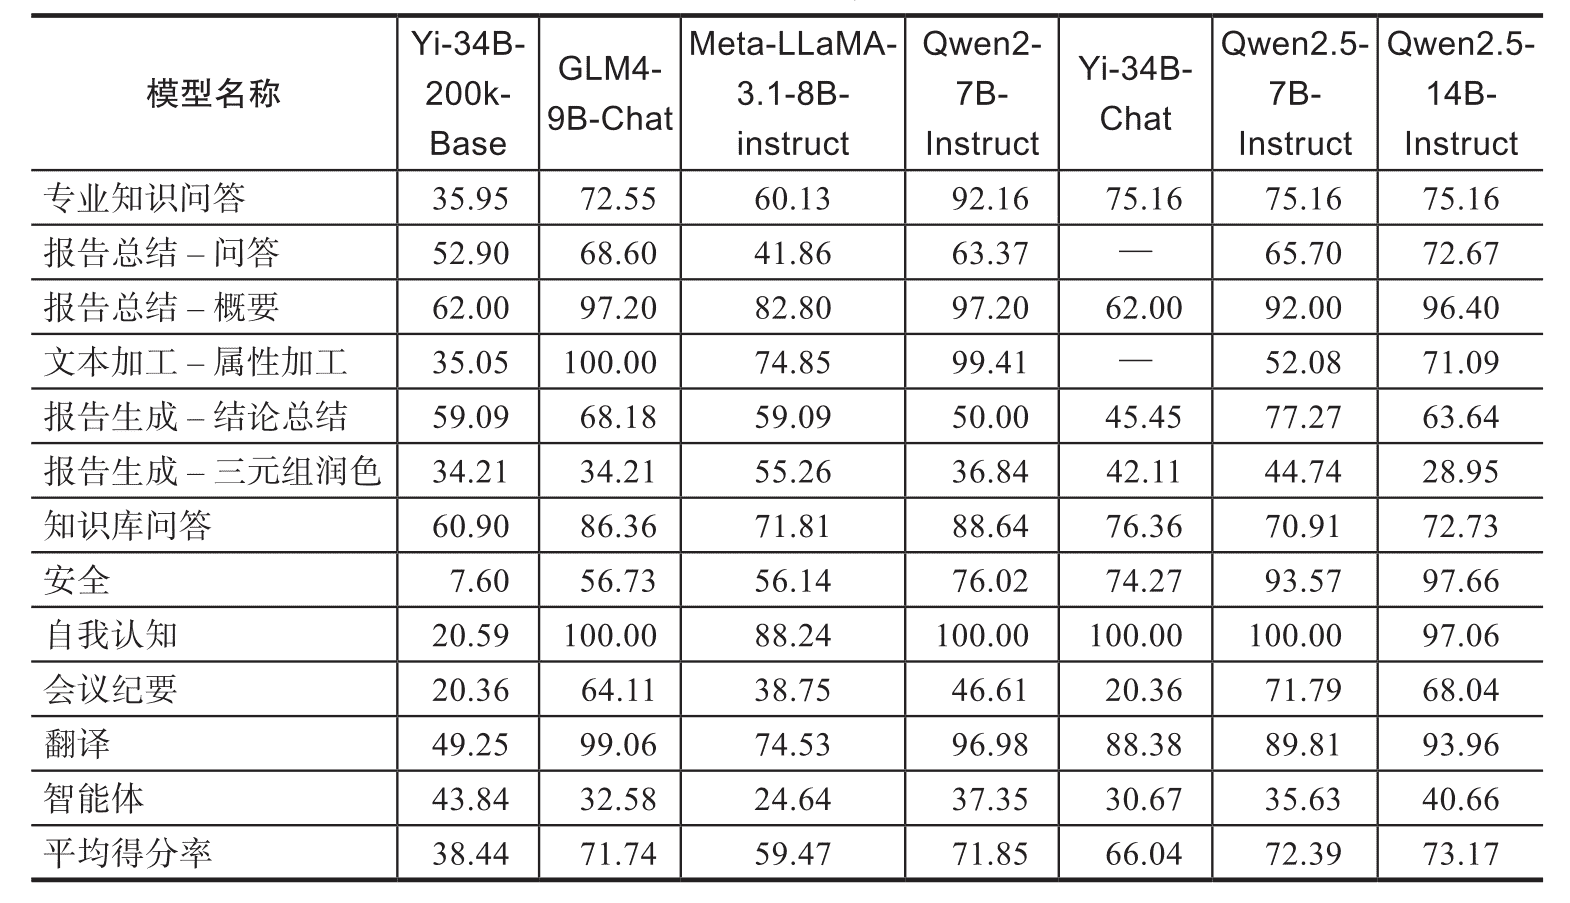 模型名称 Yi-34B-200k-Base GLM4-9B-Chat Meta-LLaMA-3.1-8B-instruct Qwen2-7B-Instruct Yi-34B-Chat Qwen2.5-7B-Instruct Qwen2.5-14B-Instruct
专业知识问答 35.95 72.55 60.13 92.16 75.16 75.16 75.16
报告总结 – 问答 52.90 68.60 41.86 63.37 — 65.70 72.67
报告总结 – 概要 62.00 97.20 82.80 97.20 62.00 92.00 96.40
文本加工 – 属性加工 35.05 100.00 74.85 99.41 — 52.08 71.09
报告生成 – 结论总结 59.09 68.18 59.09 50.00 45.45 77.27 63.64
报告生成 – 三元组润色 34.21 34.21 55.26 36.84 42.11 44.74 28.95
知识库问答 60.90 86.36 71.81 88.64 76.36 70.91 72.73
安全 7.60 56.73 56.14 76.02 74.27 93.57 97.66
自我认知 20.59 100.00 88.24 100.00 100.00 100.00 97.06
会议纪要 20.36 64.11 38.75 46.61 20.36 71.79 68.04
翻译 49.25 99.06 74.53 96.98 88.38 89.81 93.96
智能体 43.84 32.58 24.64 37.35 30.67 35.63 40.66
平均得分率 38.44 71.74 59.47 71.85 66.04 72.39 73.17